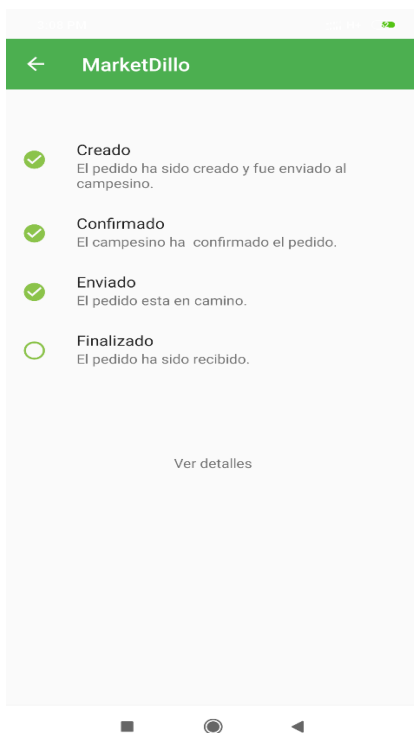 MarketDillo
Creado
El pedido ha sido creado y fue enviado al
campesino.
Confirmado
El campesino ha confirmado el pedido.
Enviado
El pedido esta en camino.
Finalizado
El pedido ha sido recibido.
Ver detalles